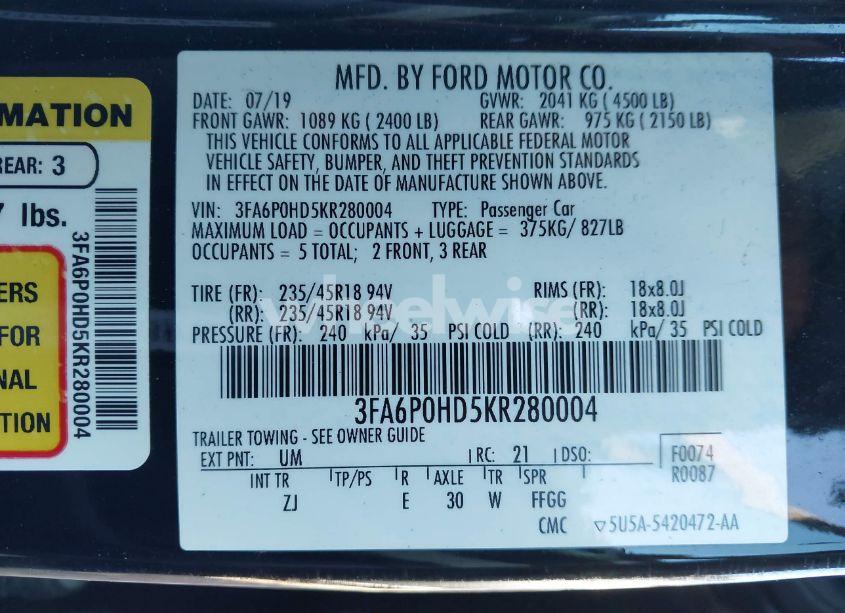 MATION
REAR: 3
7 lbs.
3FA6P0HD5KR280004
ERS
FOR
NAL
TION
MFD. BY FORD MOTOR CO.
DATE: 07/19 GVWR: 2041 KG ( 4500 LB)
FRONT GAWR: 1089 KG ( 2400 LB) REAR GAWR: 975 KG ( 2150 LB)
THIS VEHICLE CONFORMS TO ALL APPLICABLE FEDERAL MOTOR
VEHICLE SAFETY, BUMPER, AND THEFT PREVENTION STANDARDS
IN EFFECT ON THE DATE OF MANUFACTURE SHOWN ABOVE.
VIN: 3FA6P0HD5KR280004 TYPE: Passenger Car
MAXIMUM LOAD = OCCUPANTS + LUGGAGE = 375KG/ 827LB
OCCUPANTS = 5 TOTAL; 2 FRONT, 3 REAR
TIRE (FR): 235/45R18 94V RIMS (FR): 18x8.0J
(RR): 235/45R18 94V (RR): 18x8.0J
PRESSURE (FR): 240 kPa/ 35 PSI COLD (RR): 240 kPa/ 35 PSI COLD
wheelwise
3FA6P0HD5KR280004
TRAILER TOWING - SEE OWNER GUIDE
EXT PNT: UM RC: 21 DSO: F0074
R0087
INT TR TP/PS R AXLE TR SPR
ZJ E 30 W FFGG
CMC ▽5U5A-5420472-AA